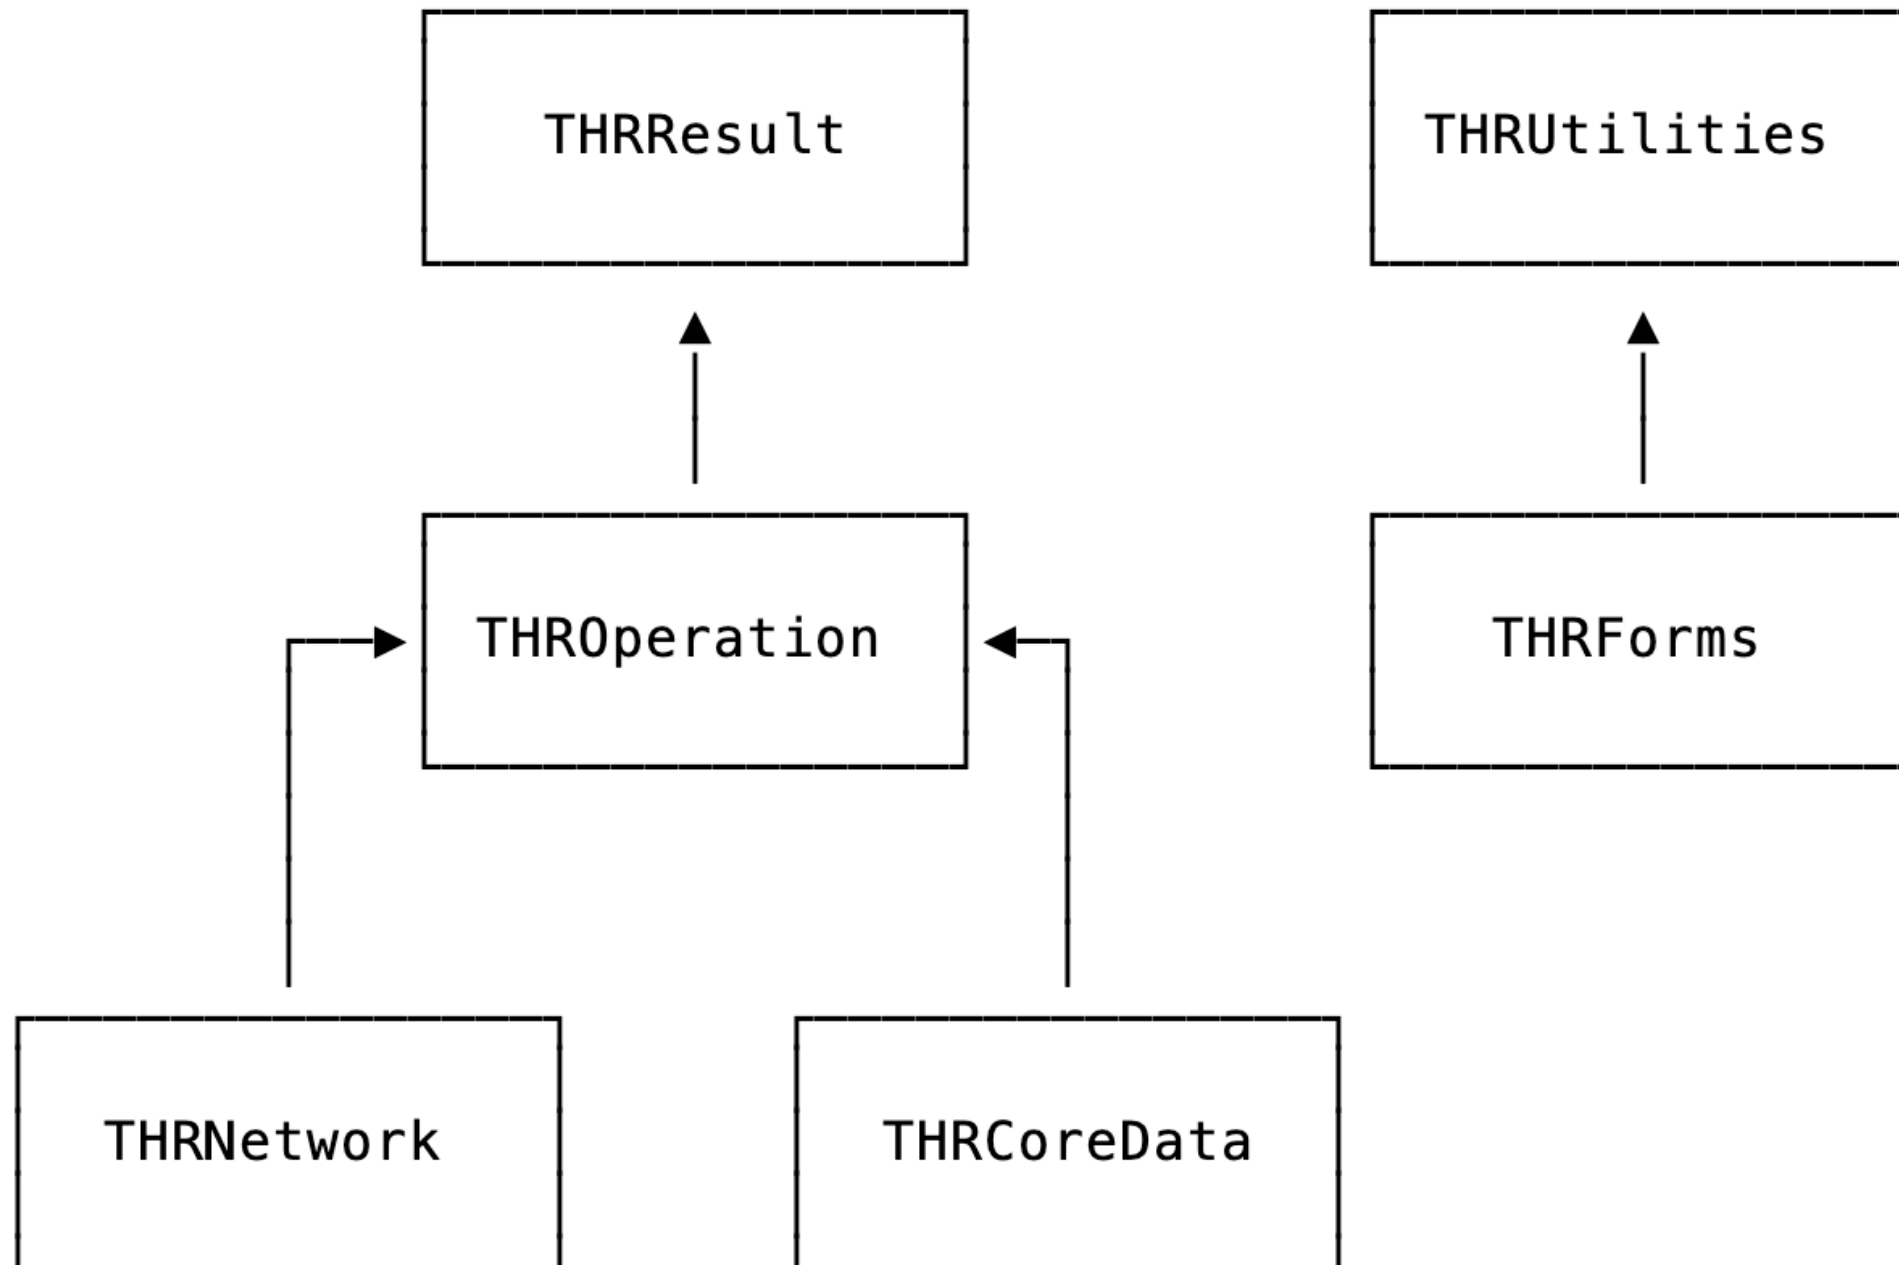 THRResult
THRUtilities
THROperation
THRForms
THRNetwork
THRCoreData